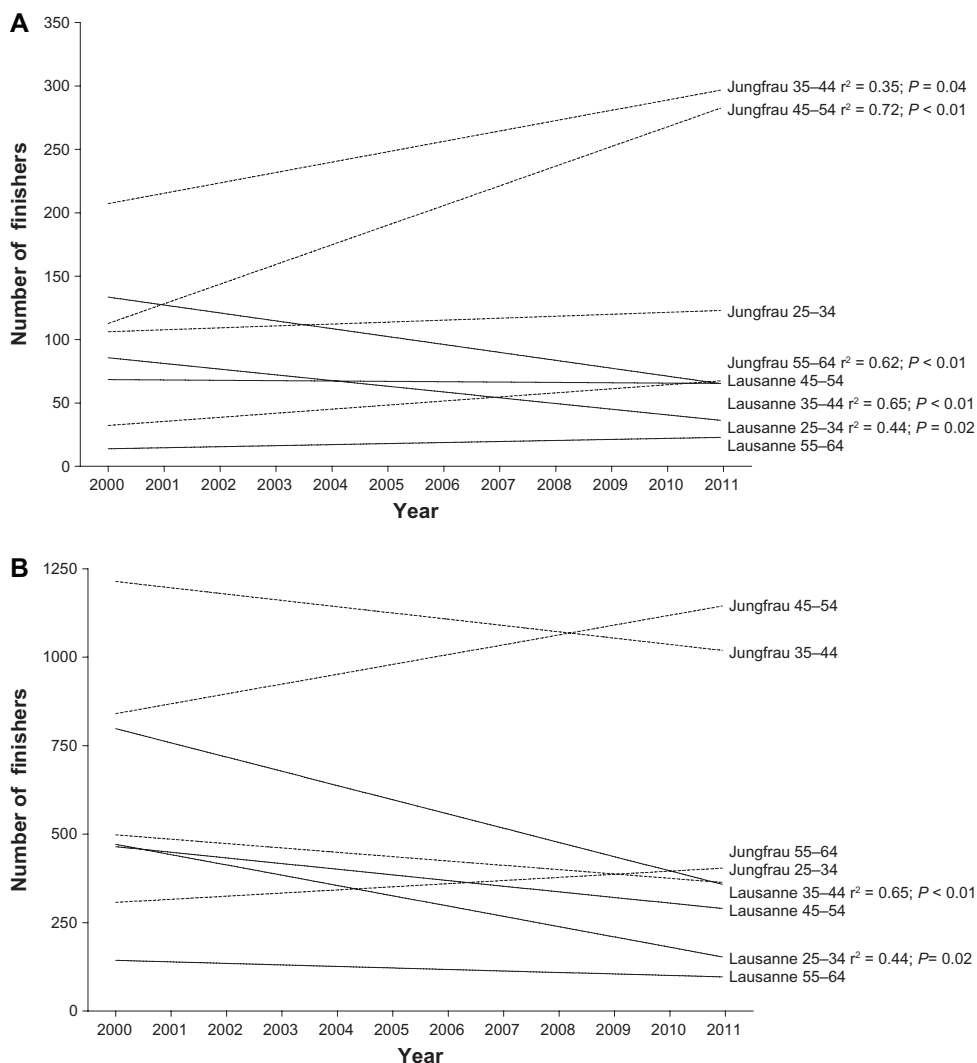 A
350
300
250
200
150
100
50
0
Number of finishers
Jungfrau 35–44 r² = 0.35; P = 0.04
Jungfrau 45–54 r² = 0.72; P < 0.01
Jungfrau 25–34
Jungfrau 55–64 r² = 0.62; P < 0.01
Lausanne 45–54
Lausanne 35–44 r² = 0.65; P < 0.01
Lausanne 25–34 r² = 0.44; P = 0.02
Lausanne 55–64
2000 2001 2002 2003 2004 2005 2006 2007 2008 2009 2010 2011
Year
B
1250
1000
750
500
250
0
Number of finishers
Jungfrau 45–54
Jungfrau 35–44
Jungfrau 55–64
Jungfrau 25–34
Lausanne 35–44 r² = 0.65; P < 0.01
Lausanne 45–54
Lausanne 25–34 r² = 0.44; P= 0.02
Lausanne 55–64
2000 2001 2002 2003 2004 2005 2006 2007 2008 2009 2010 2011
Year